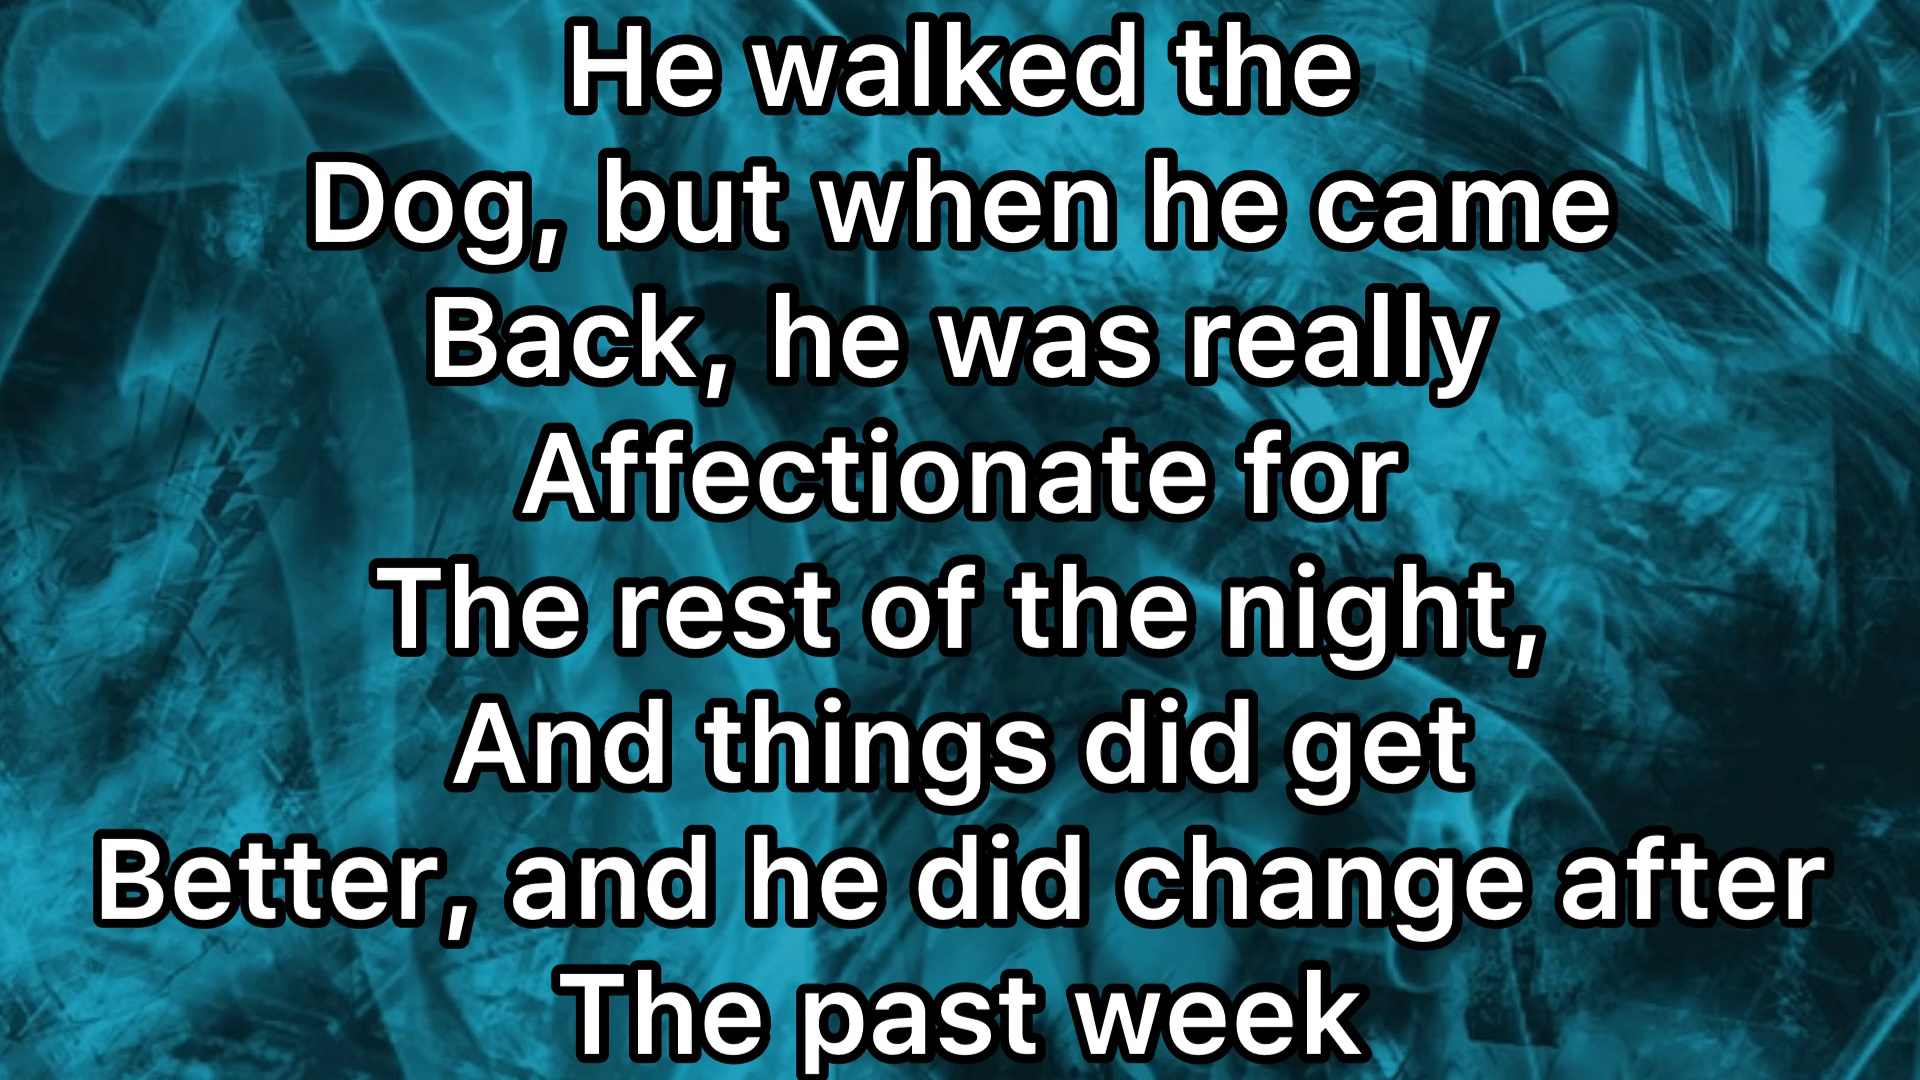 He walked the
Dog, but when he came
Back, he was really
Affectionate for
The rest of the night,
And things did get
Better, and he did change after
The past week